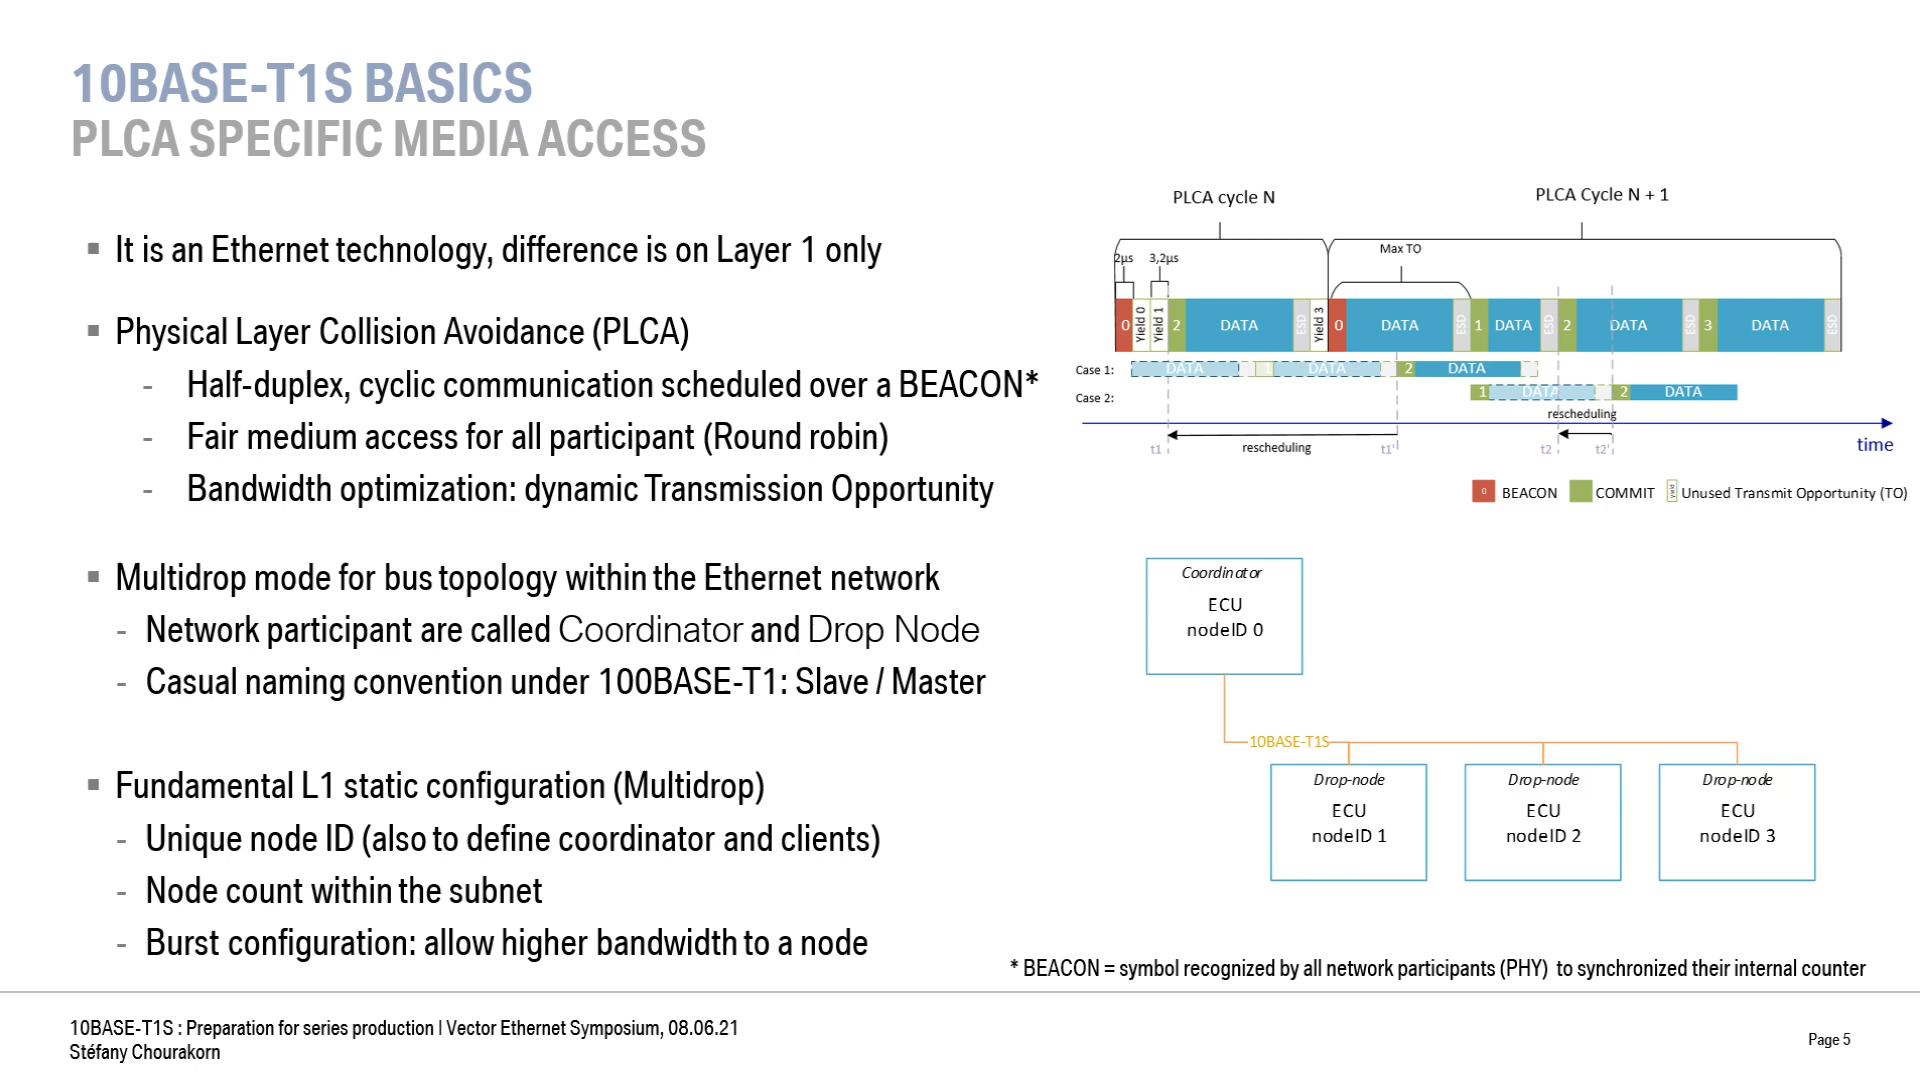 10BASE-T1S BASICS
PLCA SPECIFIC MEDIA ACCESS
▪ It is an Ethernet technology, difference is on Layer 1 only
▪ Physical Layer Collision Avoidance (PLCA)
- Half-duplex, cyclic communication scheduled over a BEACON*
- Fair medium access for all participant (Round robin)
- Bandwidth optimization: dynamic Transmission Opportunity
▪ Multidrop mode for bus topology within the Ethernet network
- Network participant are called Coordinator and Drop Node
- Casual naming convention under 100BASE-T1: Slave / Master
▪ Fundamental L1 static configuration (Multidrop)
- Unique node ID (also to define coordinator and clients)
- Node count within the subnet
- Burst configuration: allow higher bandwidth to a node
PLCA cycle N
PLCA Cycle N + 1
2µs 3,2µs
Max TO
0 Yield 0 Yield 1 2 DATA ESD Yield 3 0 DATA ESD 1 DATA ESD 2 DATA ESD 3 DATA ESD
Case 1: DATA 1 DATA 2 DATA
Case 2: 1 DATA 2 DATA
rescheduling
t1 rescheduling t1' t2 t2' time
0 BEACON COMMIT yield Unused Transmit Opportunity (TO)
Coordinator
ECU
nodeID 0
10BASE-T1S
Drop-node
ECU
nodeID 1
Drop-node
ECU
nodeID 2
Drop-node
ECU
nodeID 3
* BEACON = symbol recognized by all network participants (PHY) to synchronized their internal counter
10BASE-T1S : Preparation for series production | Vector Ethernet Symposium, 08.06.21
Stéfany Chourakorn
Page 5